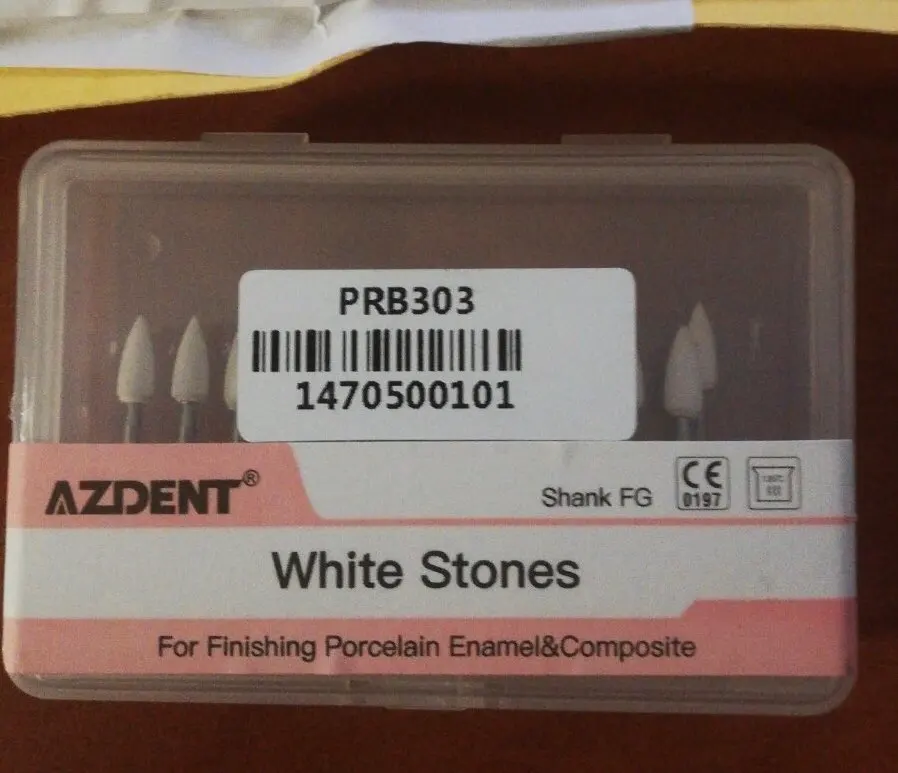 PRB303
1470500101
AZDENT®
Shank FG
CE
0197
White Stones
For Finishing Porcelain Enamel&Composite